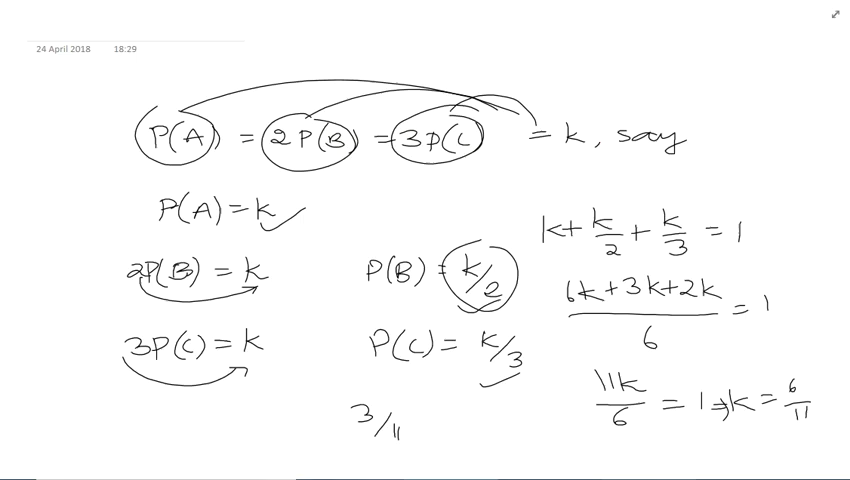 24 April 2018 18:29
P(A) = 2P(B) = 3P(C) = k, say
P(A) = k
2P(B) = k
3P(C) = k
P(B) = k/2
P(C) = k/3
3/11
k + k/2 + k/3 = 1
6k + 3k + 2k / 6 = 1
11k/6 = 1 ⇒ k = 6/11